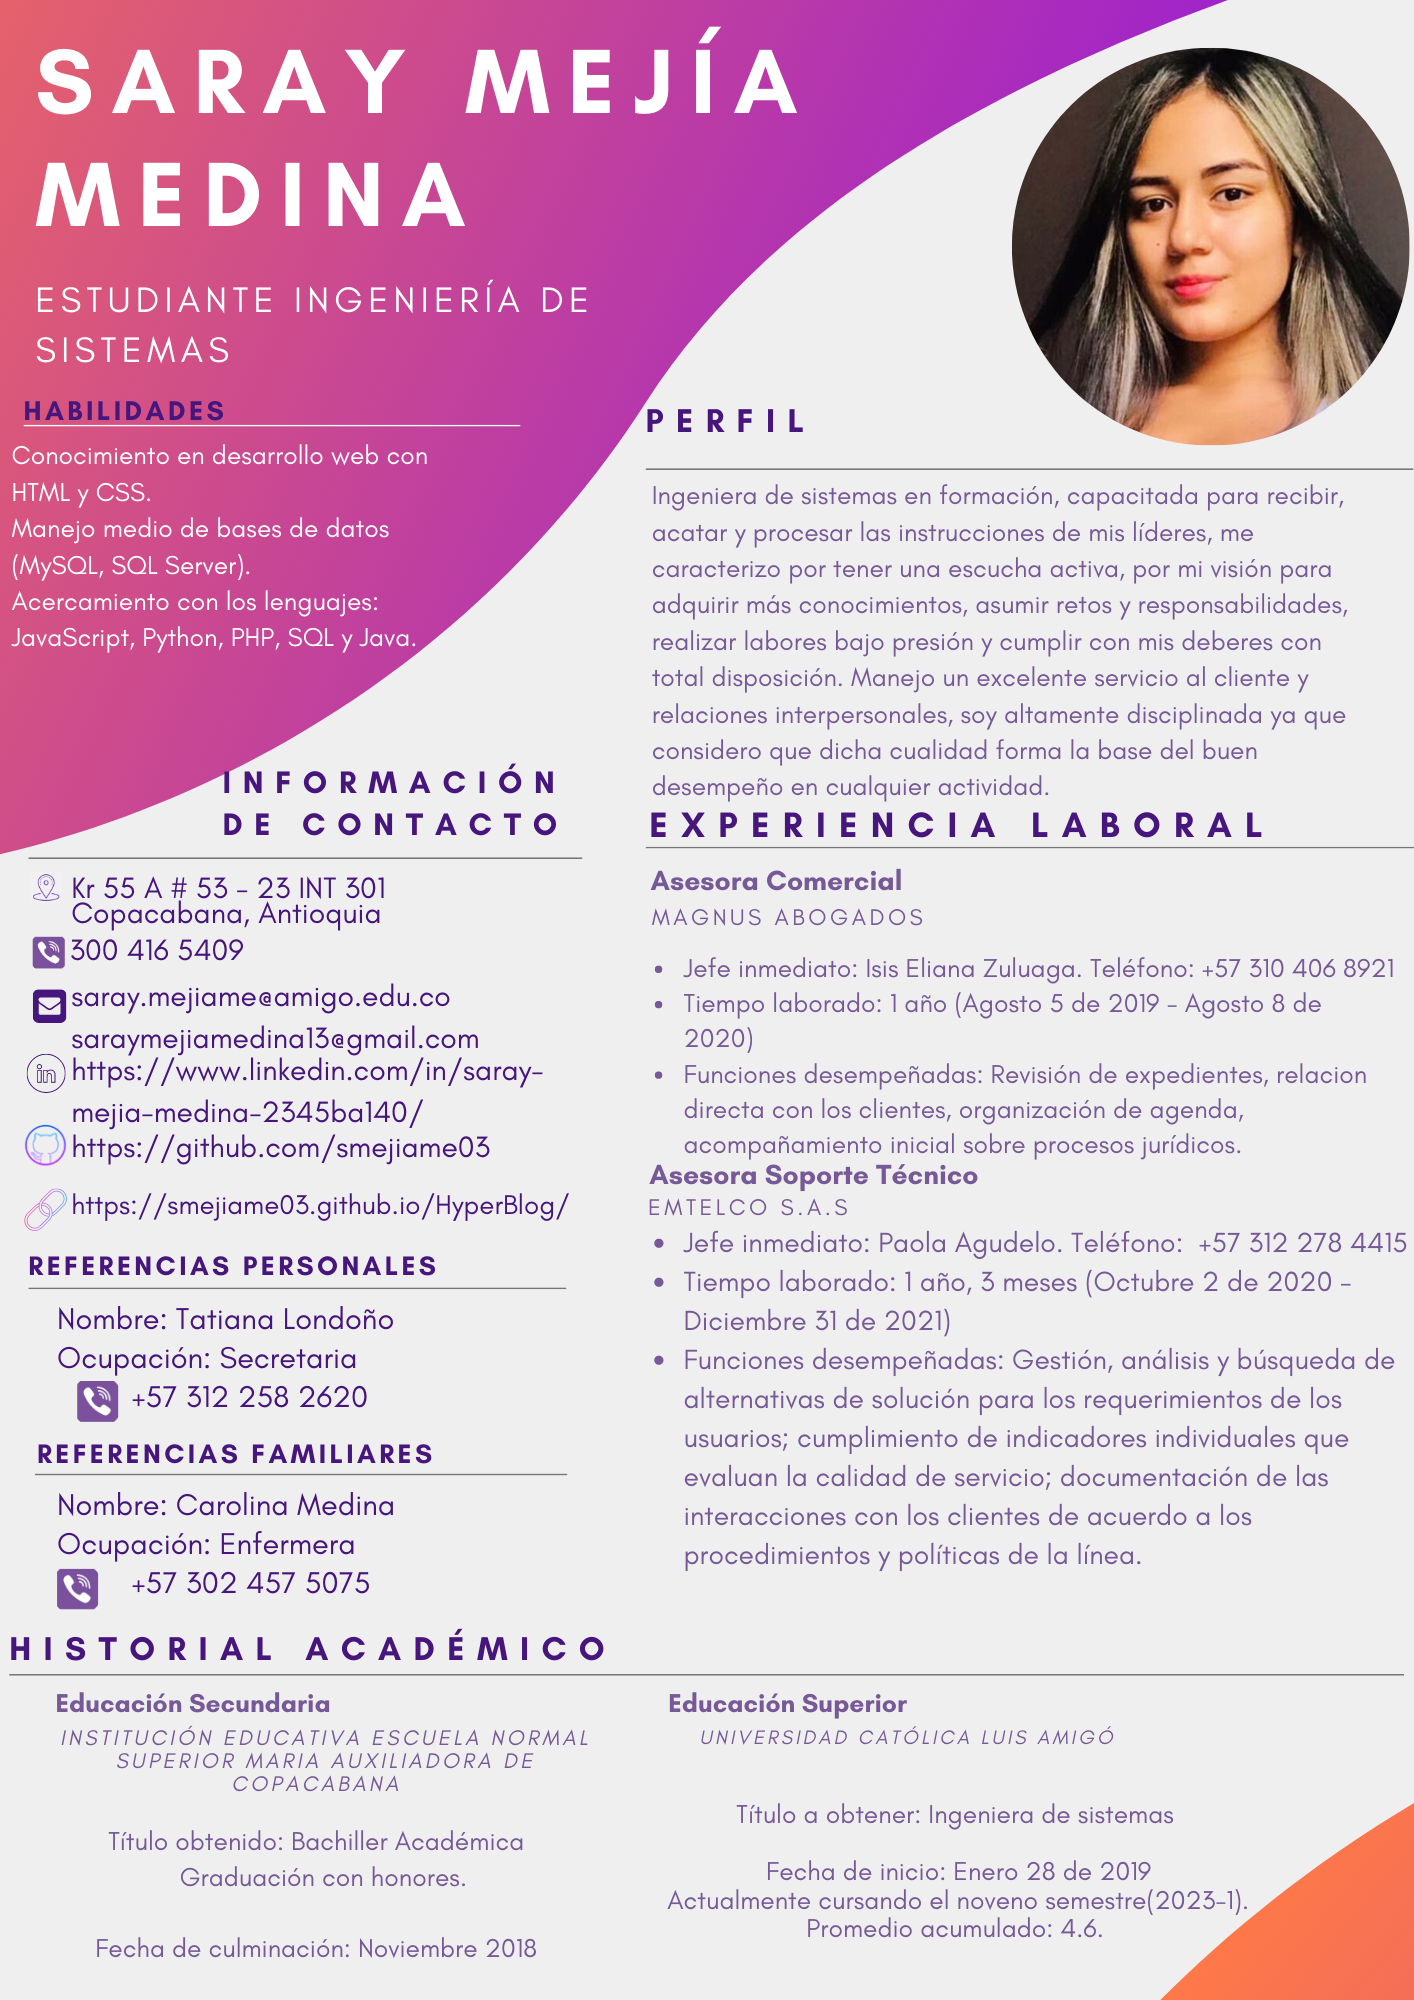 SARAY MEJÍA
MEDINA
ESTUDIANTE INGENIERÍA DE
SISTEMAS
HABILIDADES
Conocimiento en desarrollo web con
HTML y CSS.
Manejo medio de bases de datos
(MySQL, SQL Server).
Acercamiento con los lenguajes:
JavaScript, Python, PHP, SQL y Java.
INFORMACIÓN
DE CONTACTO
Kr 55 A # 53 - 23 INT 301
Copacabana, Antioquia
300 416 5409
saray.mejiame@amigo.edu.co
saraymejiamedina13@gmail.com
https://www.linkedin.com/in/saray-
mejia-medina-2345ba140/
https://github.com/smejiame03
https://smejiame03.github.io/HyperBlog/
REFERENCIAS PERSONALES
Nombre: Tatiana Londoño
Ocupación: Secretaria
+57 312 258 2620
REFERENCIAS FAMILIARES
Nombre: Carolina Medina
Ocupación: Enfermera
+57 302 457 5075
PERFIL
Ingeniera de sistemas en formación, capacitada para recibir,
acatar y procesar las instrucciones de mis líderes, me
caracterizo por tener una escucha activa, por mi visión para
adquirir más conocimientos, asumir retos y responsabilidades,
realizar labores bajo presión y cumplir con mis deberes con
total disposición. Manejo un excelente servicio al cliente y
relaciones interpersonales, soy altamente disciplinada ya que
considero que dicha cualidad forma la base del buen
desempeño en cualquier actividad.
EXPERIENCIA LABORAL
Asesora Comercial
MAGNUS ABOGADOS
• Jefe inmediato: Isis Eliana Zuluaga. Teléfono: +57 310 406 8921
• Tiempo laborado: 1 año (Agosto 5 de 2019 - Agosto 8 de
2020)
• Funciones desempeñadas: Revisión de expedientes, relacion
directa con los clientes, organización de agenda,
acompañamiento inicial sobre procesos jurídicos.
Asesora Soporte Técnico
EMTELCO S.A.S
• Jefe inmediato: Paola Agudelo. Teléfono: +57 312 278 4415
• Tiempo laborado: 1 año, 3 meses (Octubre 2 de 2020 -
Diciembre 31 de 2021)
• Funciones desempeñadas: Gestión, análisis y búsqueda de
alternativas de solución para los requerimientos de los
usuarios; cumplimiento de indicadores individuales que
evaluan la calidad de servicio; documentación de las
interacciones con los clientes de acuerdo a los
procedimientos y políticas de la línea.
HISTORIAL ACADÉMICO
Educación Secundaria
INSTITUCIÓN EDUCATIVA ESCUELA NORMAL
SUPERIOR MARIA AUXILIADORA DE
COPACABANA
Título obtenido: Bachiller Académica
Graduación con honores.
Fecha de culminación: Noviembre 2018
Educación Superior
UNIVERSIDAD CATÓLICA LUIS AMIGÓ
Título a obtener: Ingeniera de sistemas
Fecha de inicio: Enero 28 de 2019
Actualmente cursando el noveno semestre(2023-1).
Promedio acumulado: 4.6.